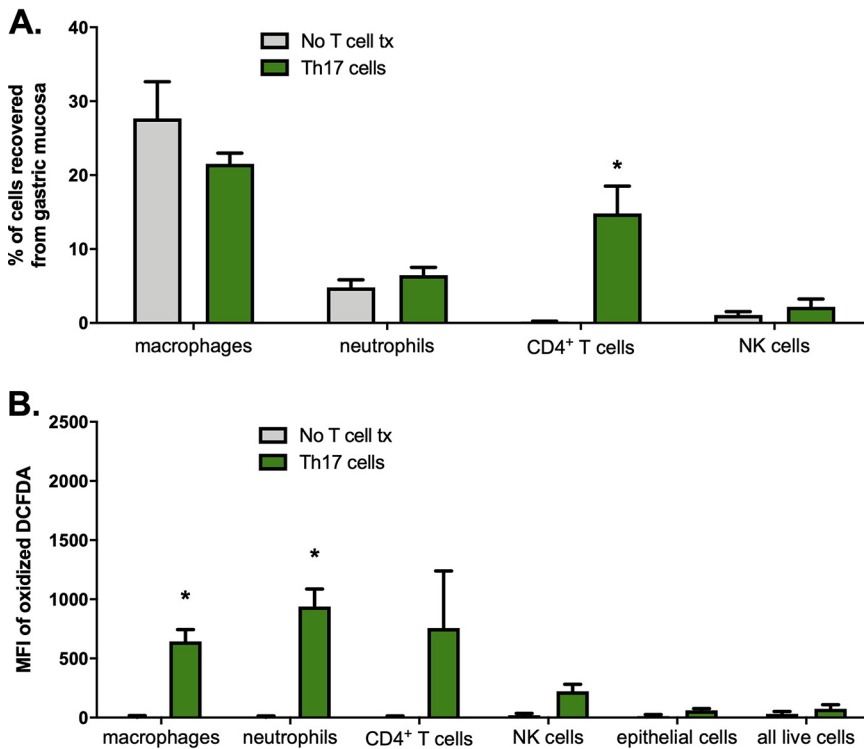 A.
40
30
20
10
0
% of cells recovered
from gastric mucosa
No T cell tx
Th17 cells
*
macrophages
neutrophils
CD4⁺ T cells
NK cells
B.
2500
2000
1500
1000
500
0
MFI of oxidized DCFDA
No T cell tx
Th17 cells
*
*
macrophages
neutrophils
CD4⁺ T cells
NK cells
epithelial cells
all live cells